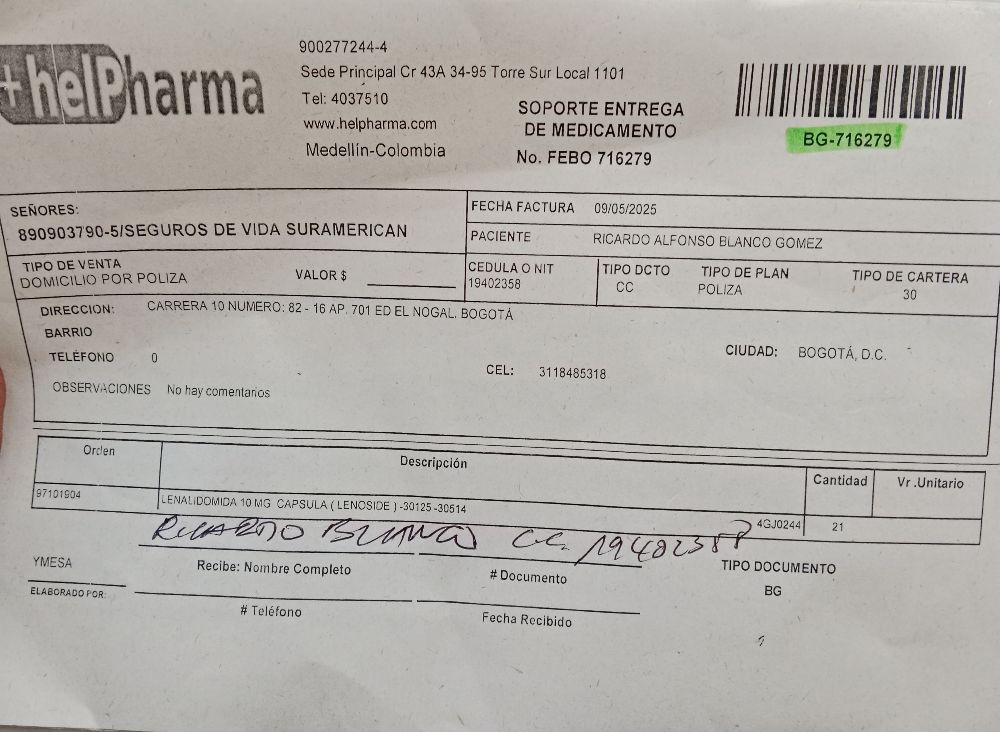 +helPharma
900277244-4
Sede Principal Cr 43A 34-95 Torre Sur Local 1101
Tel: 4037510
www.helpharma.com
Medellín-Colombia
SOPORTE ENTREGA
DE MEDICAMENTO
No. FEBO 716279
BG-716279
SEÑORES:
890903790-5/SEGUROS DE VIDA SURAMERICAN
FECHA FACTURA 09/05/2025
PACIENTE RICARDO ALFONSO BLANCO GOMEZ
TIPO DE VENTA
DOMICILIO POR POLIZA
VALOR $
CEDULA O NIT
19402358
TIPO DCTO
CC
TIPO DE PLAN
POLIZA
TIPO DE CARTERA
30
DIRECCION: CARRERA 10 NUMERO: 82 - 16 AP. 701 ED EL NOGAL. BOGOTÁ
BARRIO
TELÉFONO 0
CEL: 3118485318
CIUDAD: BOGOTÁ, D.C.
OBSERVACIONES No hay comentarios
Orden Descripción Cantidad Vr .Unitario
97101904 LENALIDOMIDA 10 MG CAPSULA ( LENOSIDE ) -30125 -30514 4GJ0244 21
RICARDO BLANCO CC. 19402358
Recibe: Nombre Completo # Documento
TIPO DOCUMENTO
BG
YMESA
ELABORADO POR:
# Teléfono Fecha Recibido